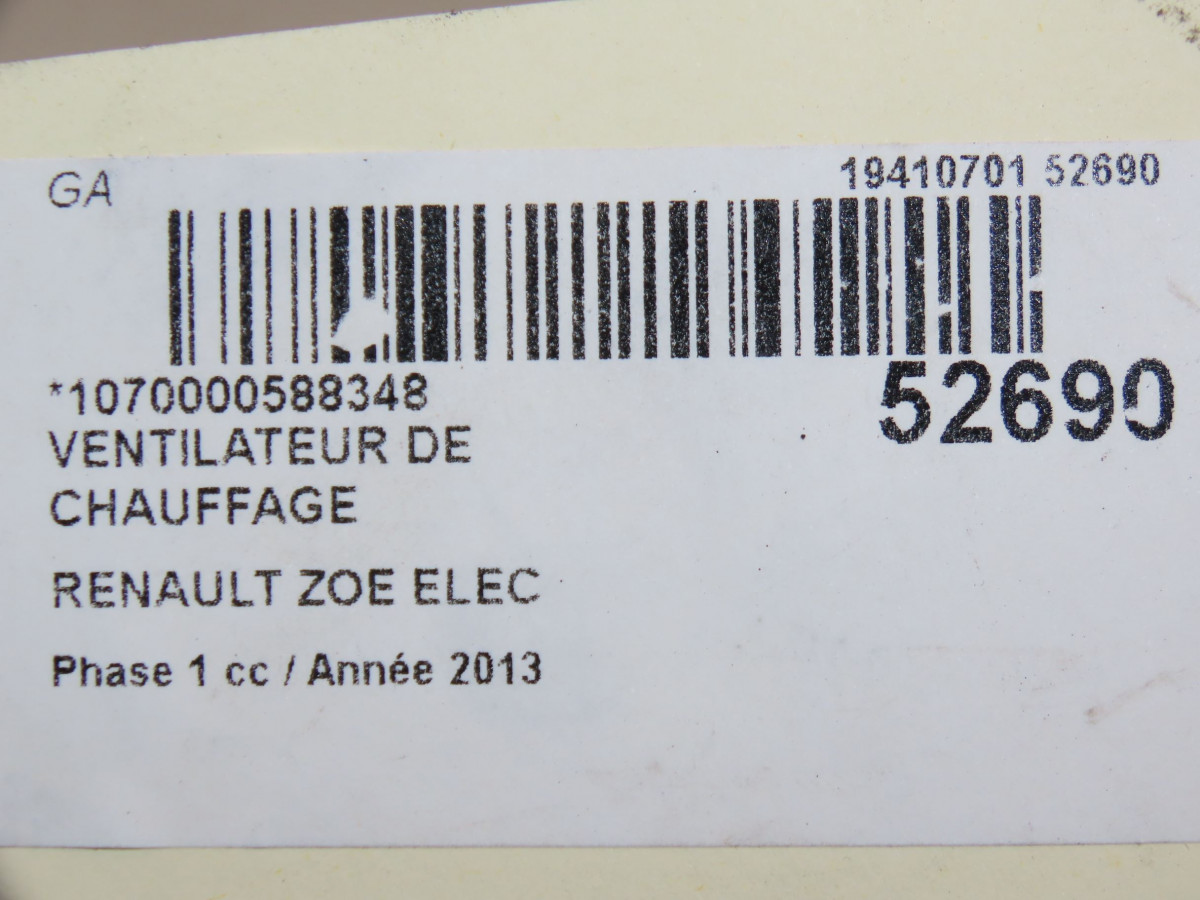 GA
19410701 52690
*1070000588348
52690
VENTILATEUR DE
CHAUFFAGE
RENAULT ZOE ELEC
Phase 1 cc / Année 2013